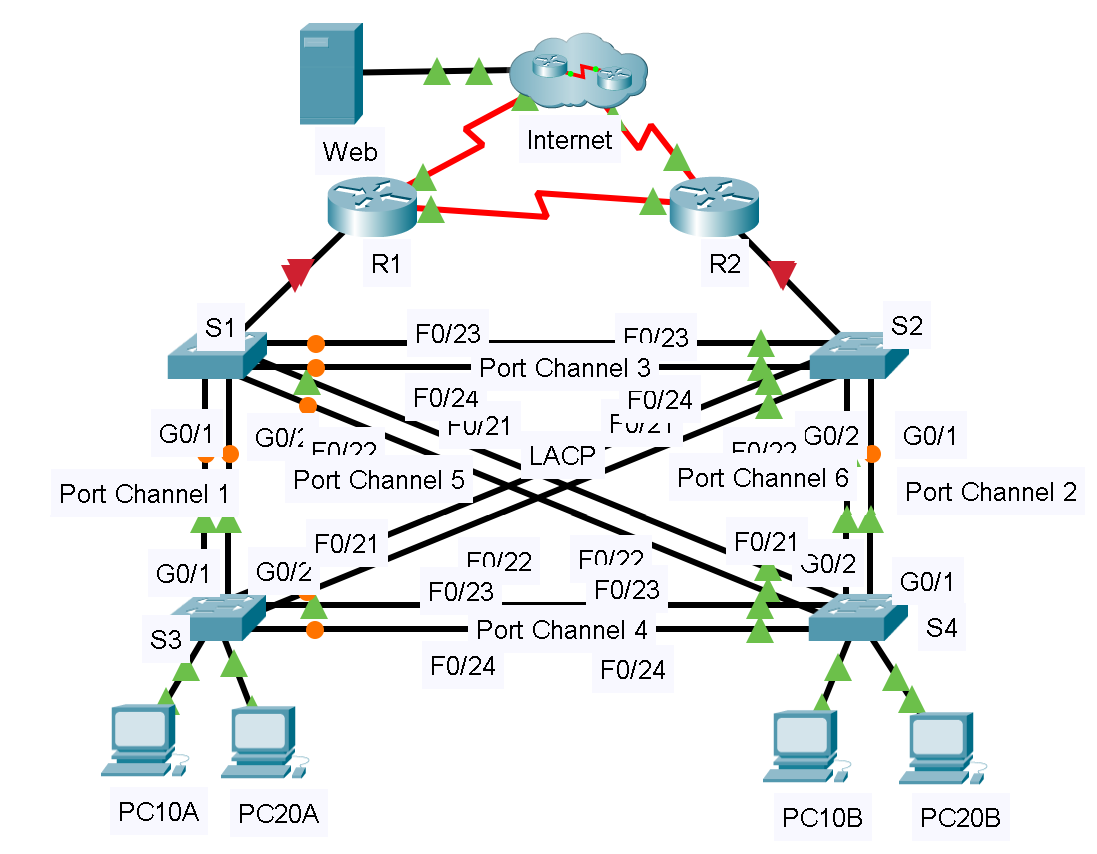 Web
Internet
R1
R2
S1
S2
F0/23
F0/23
Port Channel 3
F0/24
F0/24
F0/21
F0/21
G0/1
G0/2
F0/22
F0/22
G0/2
G0/1
LACP
Port Channel 1
Port Channel 5
Port Channel 6
Port Channel 2
F0/21
F0/21
G0/1
G0/2
F0/22
F0/22
G0/2
G0/1
F0/23
F0/23
S3
Port Channel 4
S4
F0/24
F0/24
PC10A
PC20A
PC10B
PC20B